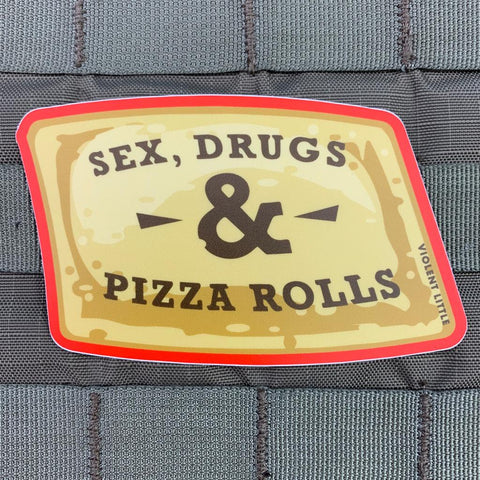 SEX, DRUGS
&
PIZZA ROLLS
VIOLENT LITTLE